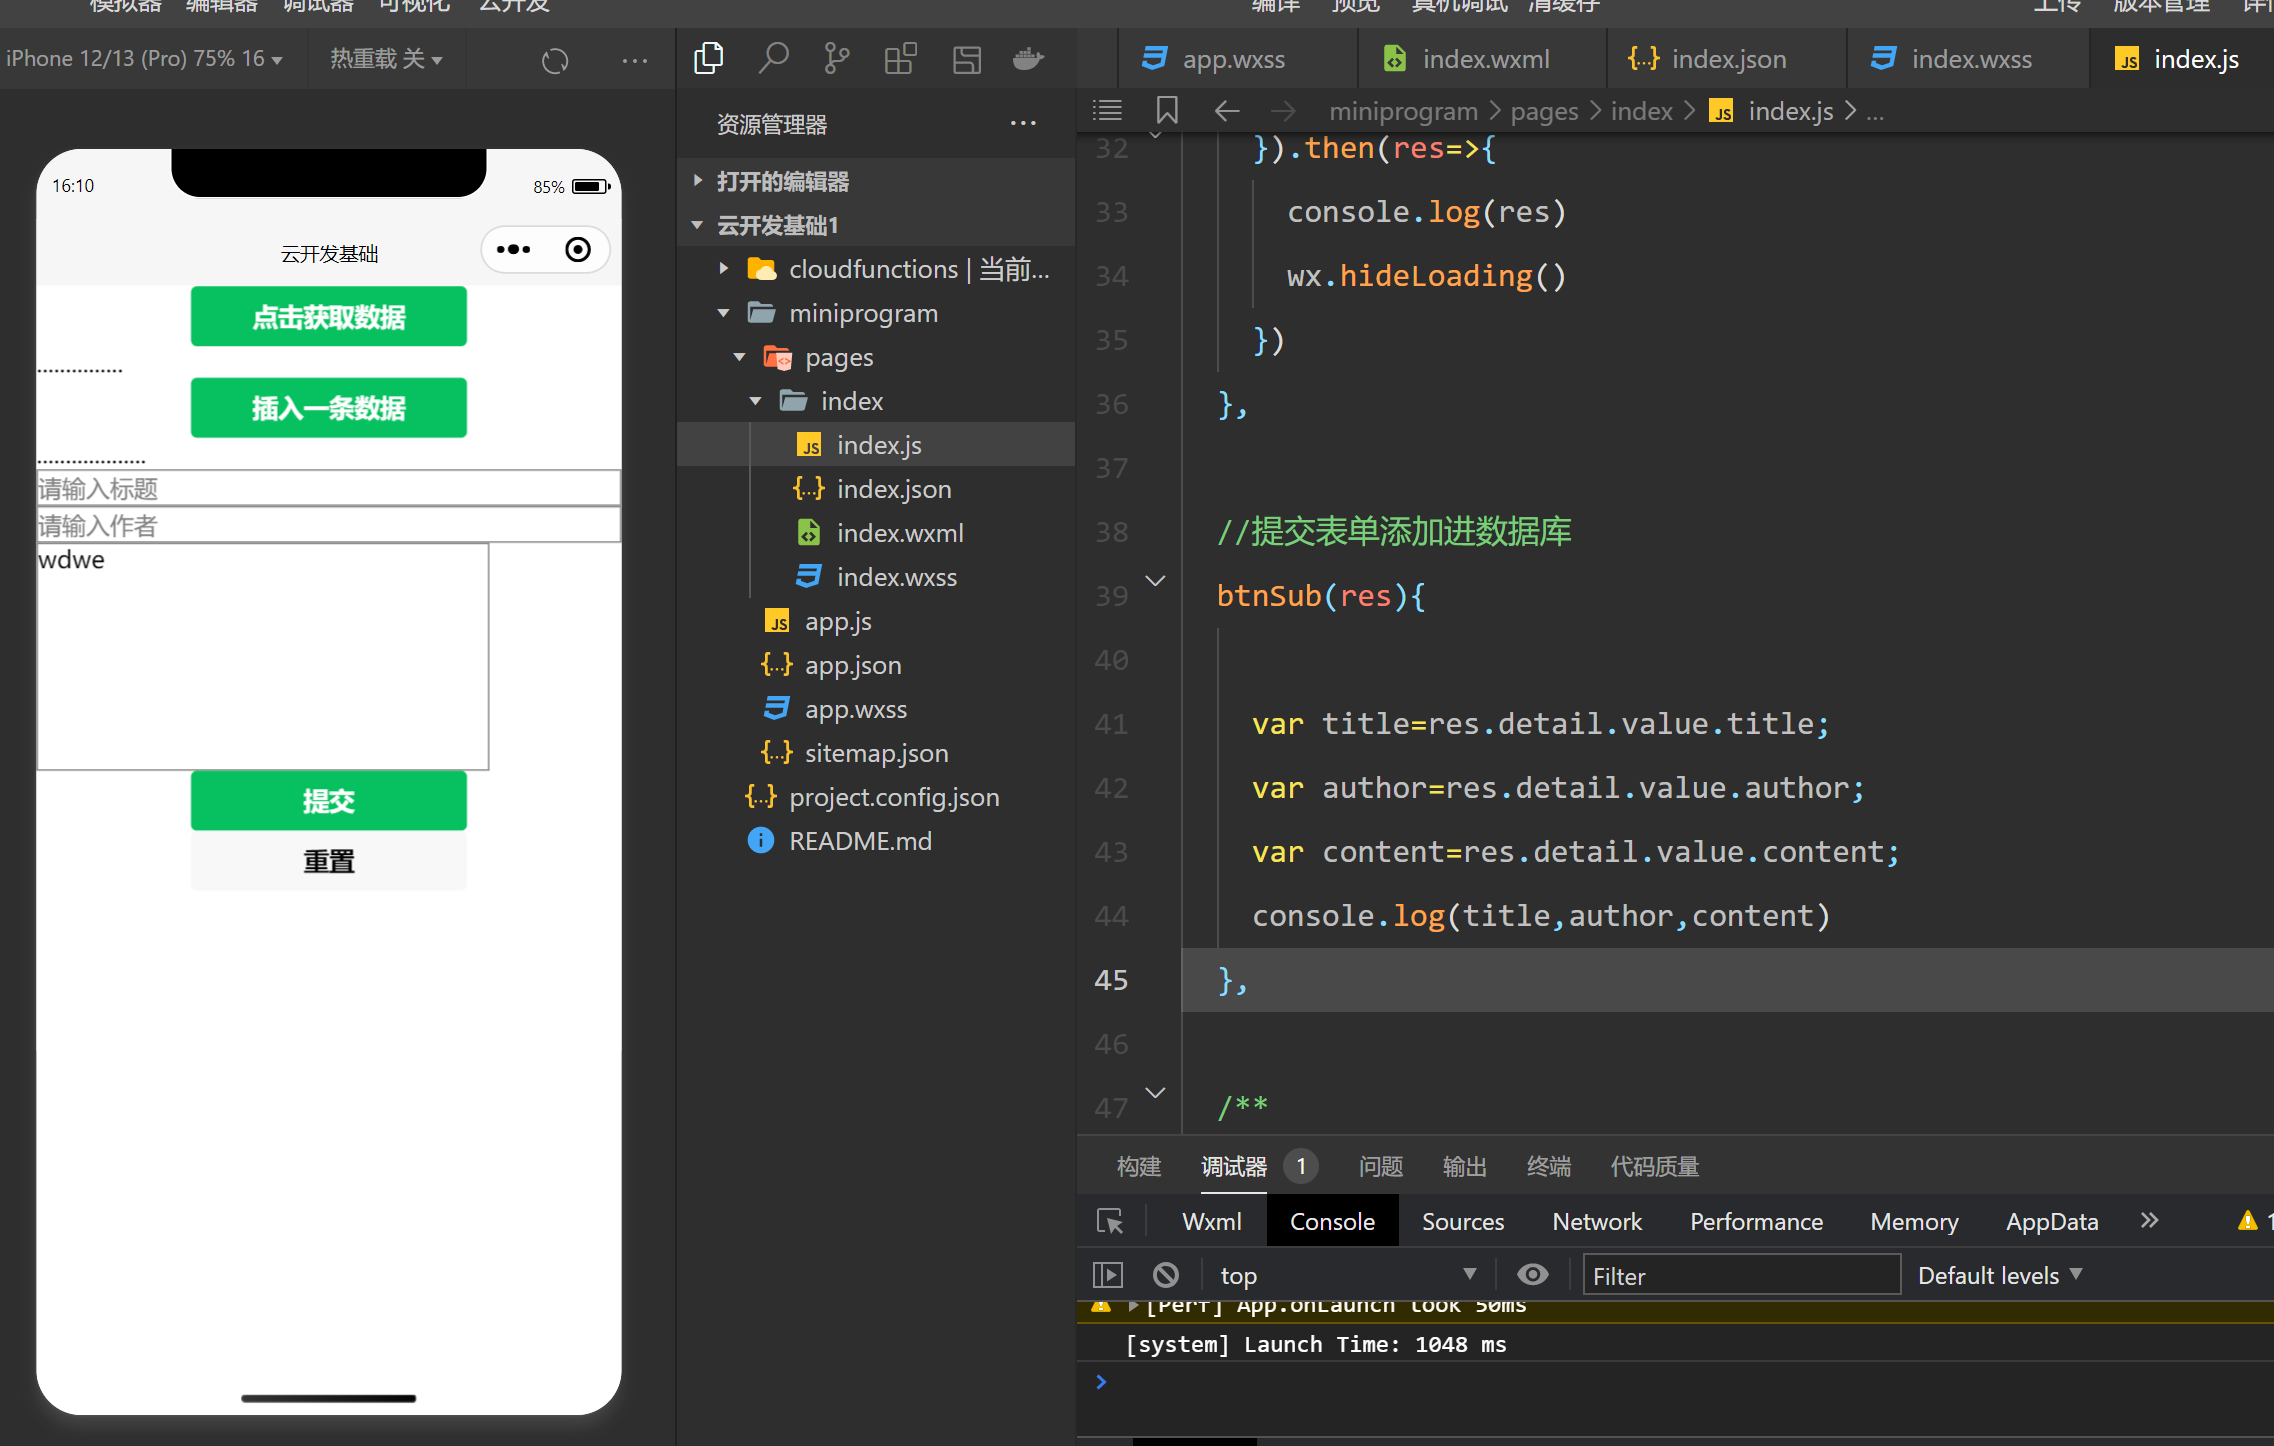 模拟器 编辑器 调试器 可视化 云开发 编译 预览 真机调试 清缓存 上传 版本管理
iPhone 12/13 (Pro) 75% 16 热重载 关
16:10 85%
云开发基础
点击获取数据
...............
插入一条数据
...................
请输入标题
请输入作者
wdwe
提交
重置
资源管理器
打开的编辑器
云开发基础1
cloudfunctions | 当前...
miniprogram
pages
index
index.js
index.json
index.wxml
index.wxss
app.js
app.json
app.wxss
sitemap.json
project.config.json
README.md
app.wxss index.wxml index.json index.wxss index.js
miniprogram > pages > index > index.js > ...
32 }).then(res=>{
33 console.log(res)
34 wx.hideLoading()
35 })
36 },
37
38 //提交表单添加进数据库
39 btnSub(res){
40
41 var title=res.detail.value.title;
42 var author=res.detail.value.author;
43 var content=res.detail.value.content;
44 console.log(title,author,content)
45 },
46
47 /**
构建 调试器 1 问题 输出 终端 代码质量
Wxml Console Sources Network Performance Memory AppData » 1
top Filter Default levels
[Perf] App.onLaunch took 50ms
[system] Launch Time: 1048 ms
>